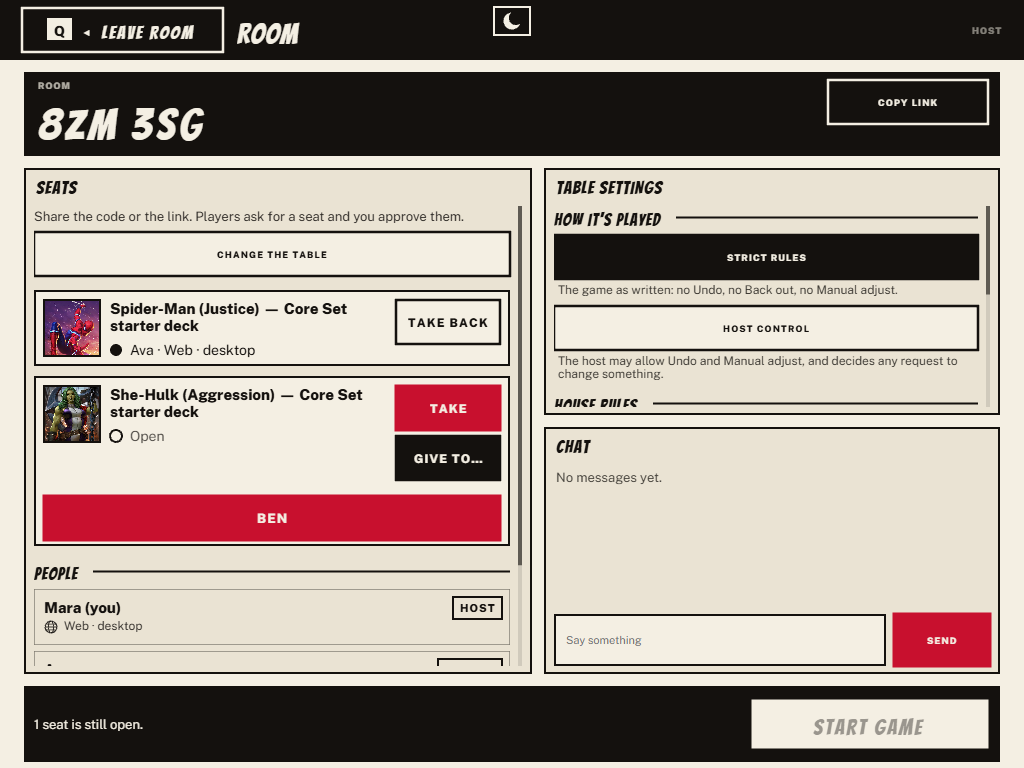 Q ◂ LEAVE ROOM
ROOM
HOST
ROOM
8ZM 3SG
COPY LINK
SEATS
Share the code or the link. Players ask for a seat and you approve them.
CHANGE THE TABLE
Spider-Man (Justice) — Core Set
starter deck
Ava · Web · desktop
TAKE BACK
She-Hulk (Aggression) — Core Set
starter deck
Open
TAKE
GIVE TO...
BEN
PEOPLE
Mara (you)
Web · desktop
HOST
TABLE SETTINGS
HOW IT'S PLAYED
STRICT RULES
The game as written: no Undo, no Back out, no Manual adjust.
HOST CONTROL
The host may allow Undo and Manual adjust, and decides any request to
change something.
HOUSE RULES
CHAT
No messages yet.
Say something
SEND
1 seat is still open.
START GAME